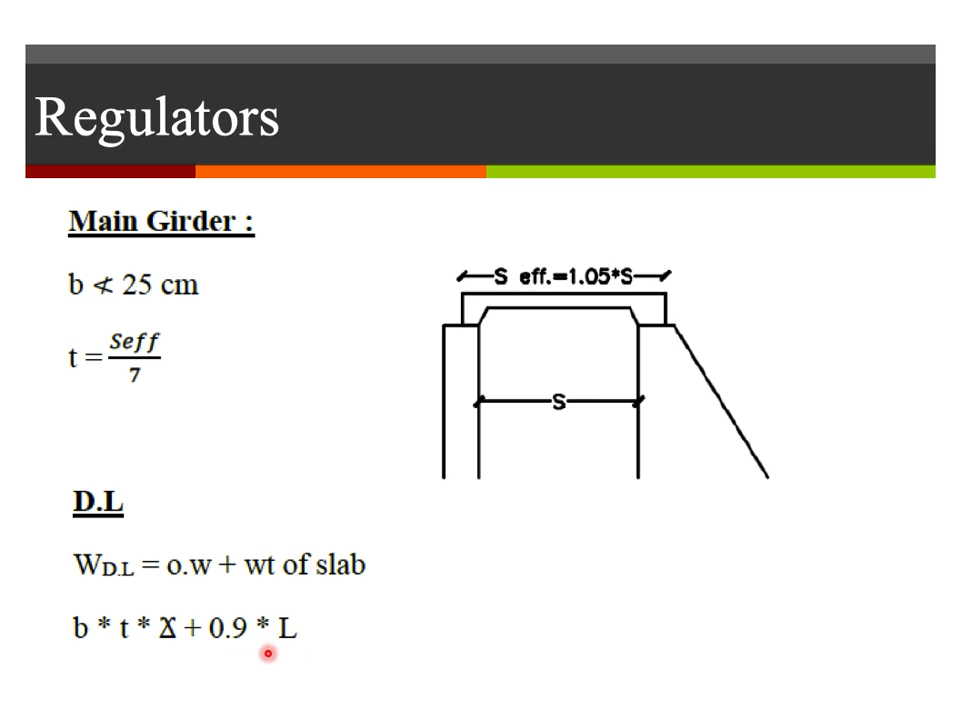 Regulators
Main Girder :
b ≮ 25 cm
t = Seff / 7
S eff.=1.05*S
S
D.L
WD.L = o.w + wt of slab
b * t * Ɣ + 0.9 * L